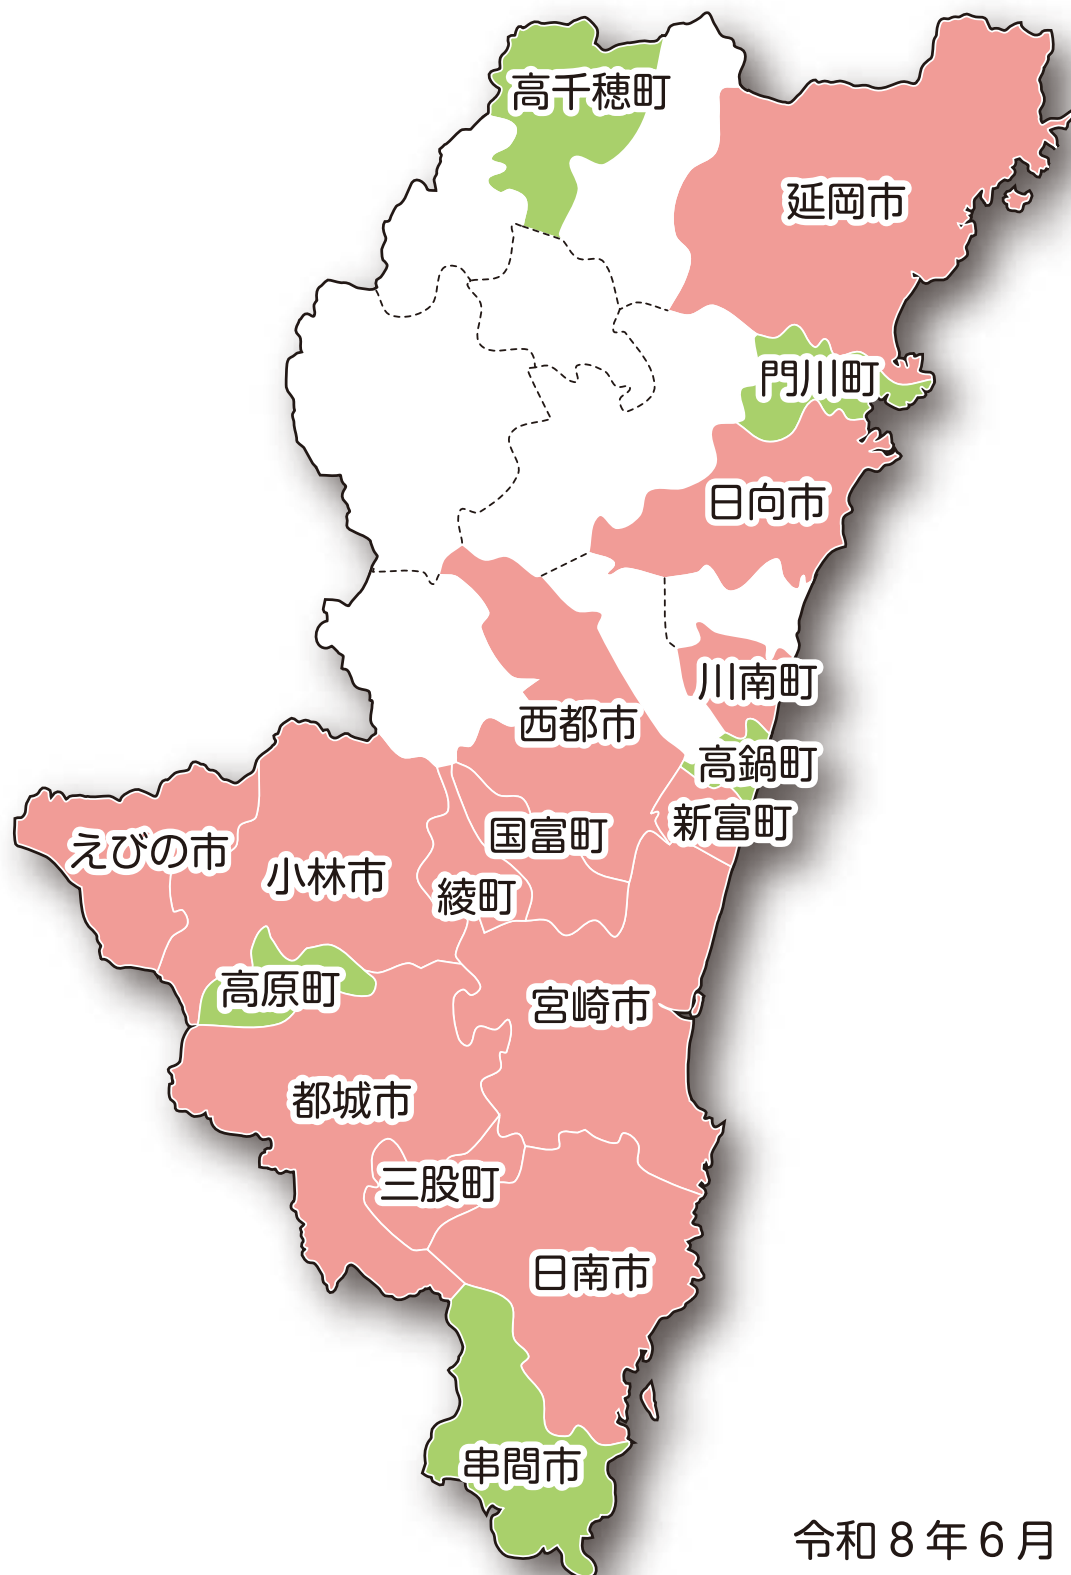 高千穂町
延岡市
門川町
日向市
川南町
西都市
高鍋町
新富町
国富町
えびの市
小林市
綾町
高原町
宮崎市
都城市
三股町
日南市
串間市
令和8年6月